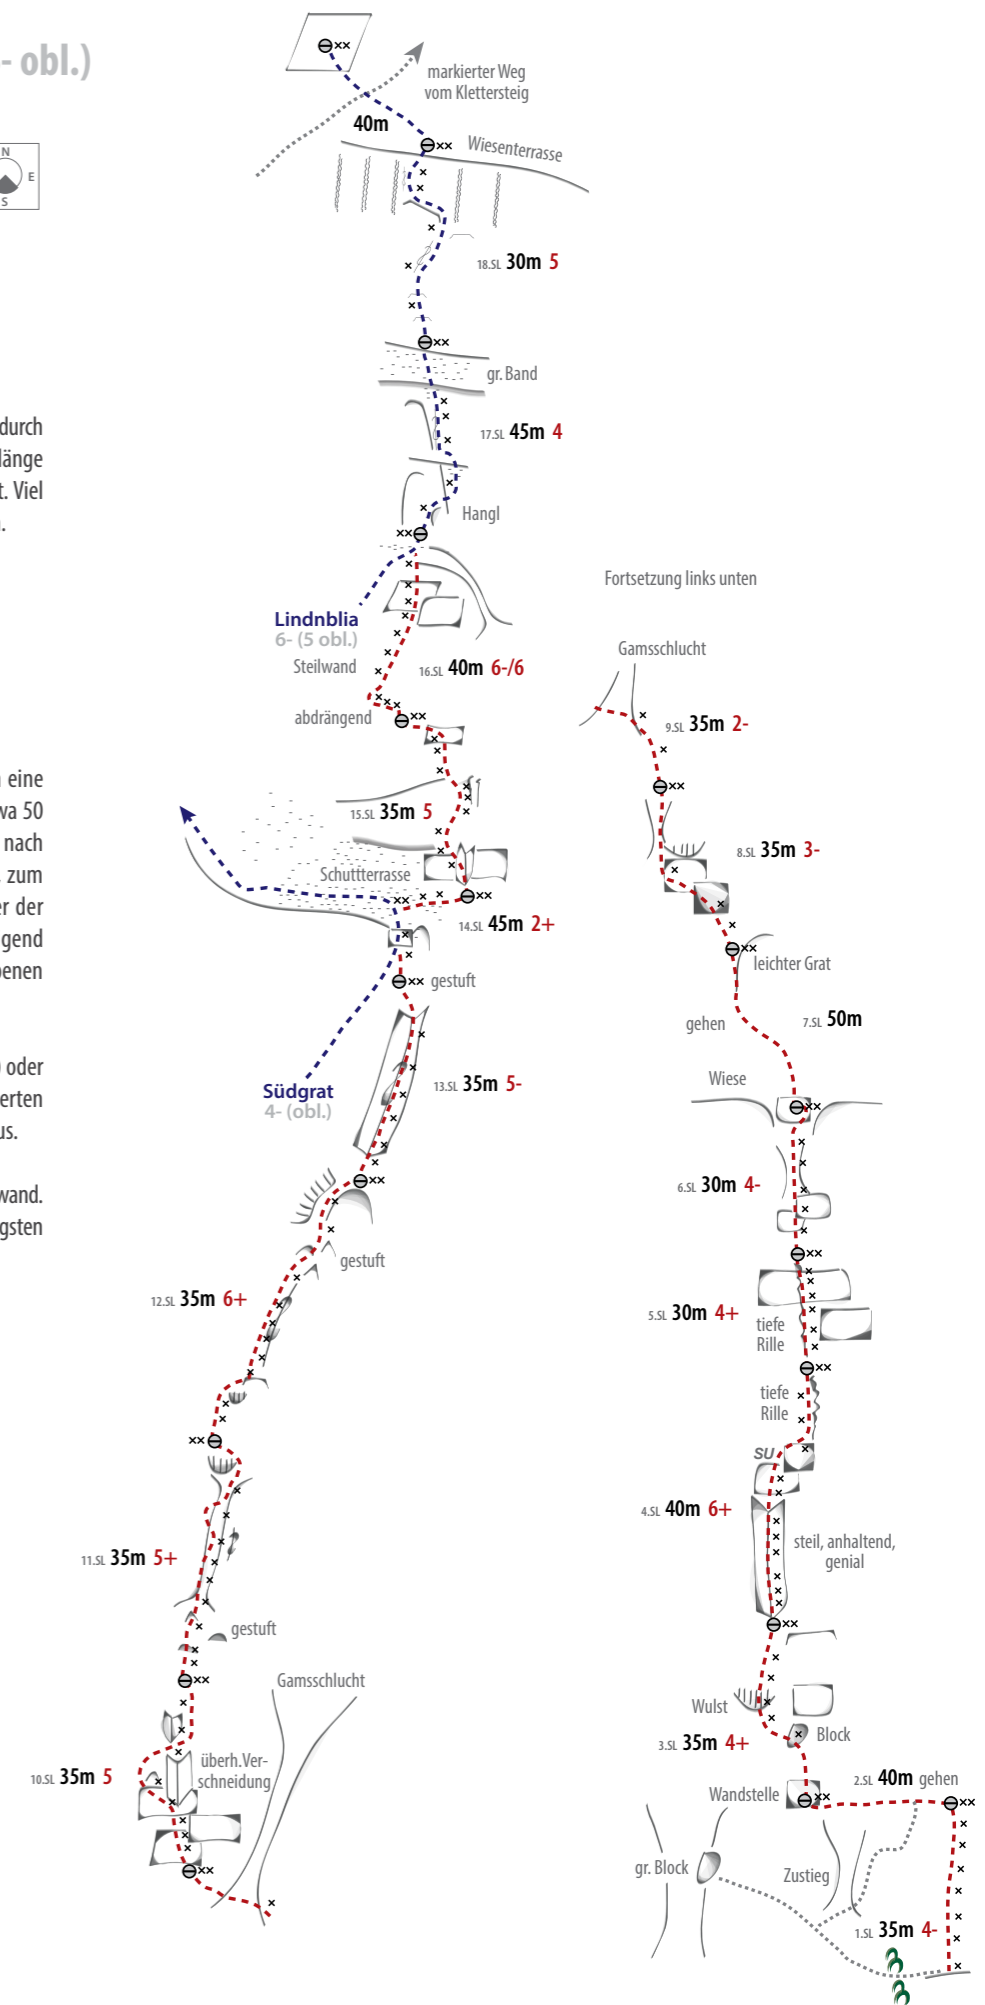 - obl.)
N
E
S
durch
länge
t. Viel
.
eine
wa 50
nach
zum
er der
gend
oenen
oder
erten
us.
wand.
gsten
markierter Weg
vom Klettersteig
40m
Wiesenterrasse
18.SL 30m 5
gr. Band
17.SL 45m 4
Hangl
Lindnblia
6- (5 obl.)
Steilwand
16.SL 40m 6-/6
abdrängend
15.SL 35m 5
Schuttterrasse
14.SL 45m 2+
gestuft
Südgrat
4- (obl.)
13.SL 35m 5-
gestuft
12.SL 35m 6+
11.SL 35m 5+
gestuft
Gamsschlucht
überh.Ver-
schneidung
10.SL 35m 5
Fortsetzung links unten
Gamsschlucht
9.SL 35m 2-
8.SL 35m 3-
leichter Grat
gehen
7.SL 50m
Wiese
6.SL 30m 4-
5.SL 30m 4+
tiefe
Rille
tiefe
Rille
SU
4.SL 40m 6+
steil, anhaltend,
genial
Wulst
Block
3.SL 35m 4+
Wandstelle
2.SL 40m gehen
gr. Block
Zustieg
1.SL 35m 4-